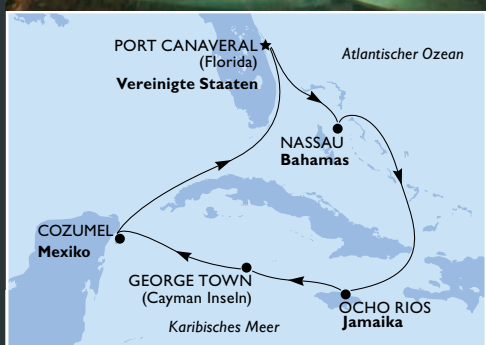 PORT CANAVERAL
(Florida)
Vereinigte Staaten
Atlantischer Ozean
NASSAU
Bahamas
COZUMEL
Mexiko
GEORGE TOWN
(Cayman Inseln)
OCHO RIOS
Jamaika
Karibisches Meer